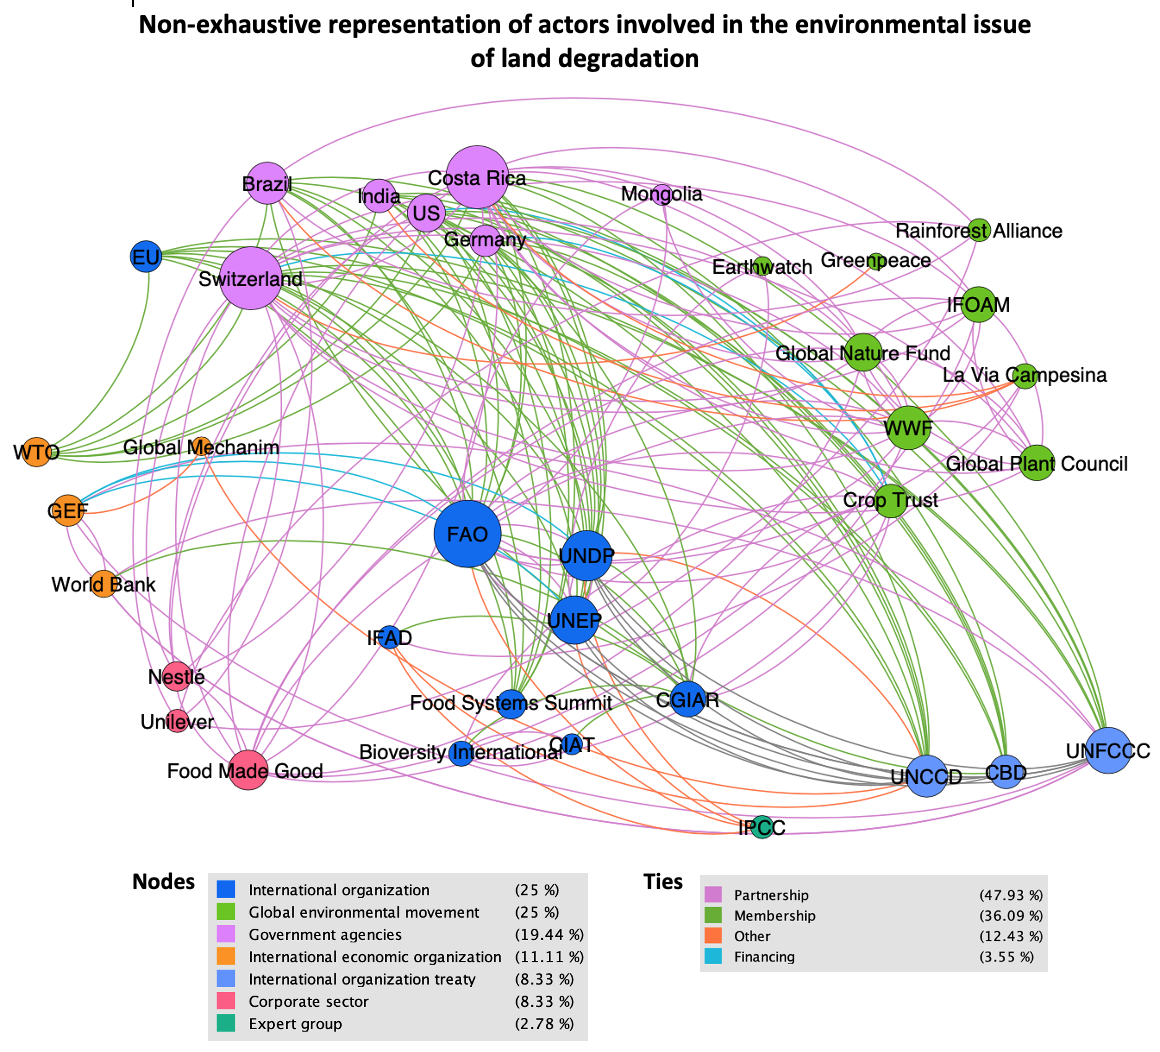 Non-exhaustive representation of actors involved in the environmental issue
of land degradation
Brazil
India
Costa Rica
US
Germany
Mongolia
Rainforest Alliance
EU
Switzerland
Earthwatch
Greenpeace
IFOAM
Global Nature Fund
La Via Campesina
WWF
WTO
Global Mechanim
Global Plant Council
GEF
Crop Trust
FAO
UNDP
World Bank
UNEP
IFAD
Nestlé
Food Systems Summit
CGIAR
Unilever
Bioversity International
CIAT
Food Made Good
UNCCD
CBD
UNFCCC
IPCC
Nodes
International organization (25 %)
Global environmental movement (25 %)
Government agencies (19.44 %)
International economic organization (11.11 %)
International organization treaty (8.33 %)
Corporate sector (8.33 %)
Expert group (2.78 %)
Ties
Partnership (47.93 %)
Membership (36.09 %)
Other (12.43 %)
Financing (3.55 %)